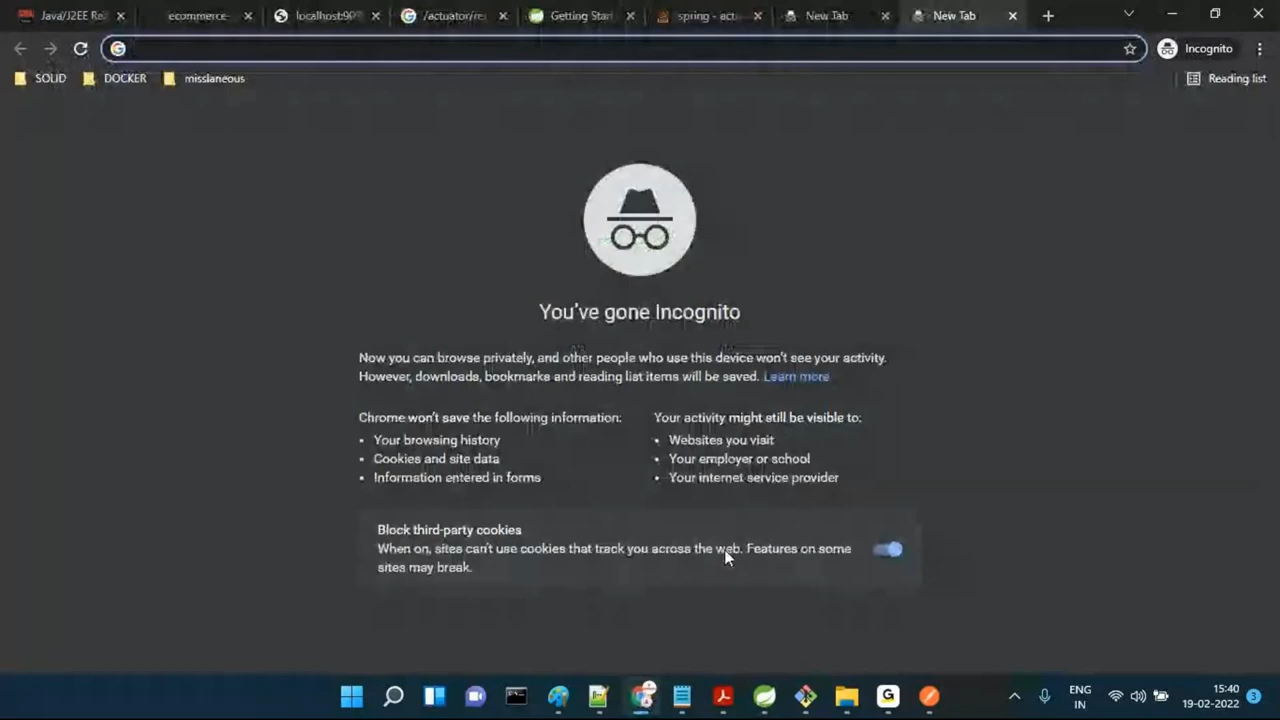 Java/J2EE Re
ecommerce-
localhost:907
/actuator/re
Getting Start
spring - actu
New Tab
New Tab
Incognito
SOLID
DOCKER
misslaneous
Reading list
You've gone Incognito
Now you can browse privately, and other people who use this device won't see your activity.
However, downloads, bookmarks and reading list items will be saved. Learn more
Chrome won't save the following information:
Your browsing history
Cookies and site data
Information entered in forms
Your activity might still be visible to:
Websites you visit
Your employer or school
Your internet service provider
Block third-party cookies
When on, sites can't use cookies that track you across the web. Features on some
sites may break.
ENG
IN
15:40
19-02-2022
3